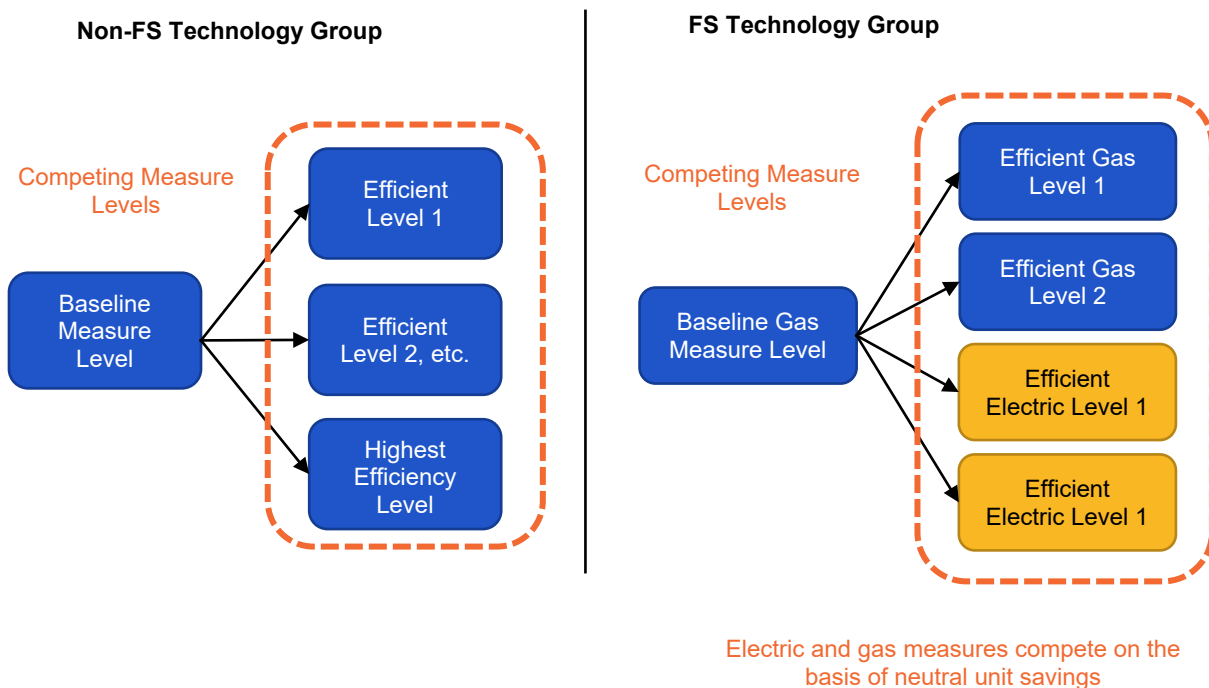 Non-FS Technology Group
Competing Measure
Levels
Baseline
Measure
Level
Efficient
Level 1
Efficient
Level 2, etc.
Highest
Efficiency
Level
FS Technology Group
Competing Measure
Levels
Baseline Gas
Measure Level
Efficient Gas
Level 1
Efficient Gas
Level 2
Efficient
Electric Level 1
Efficient
Electric Level 1
Electric and gas measures compete on the
basis of neutral unit savings